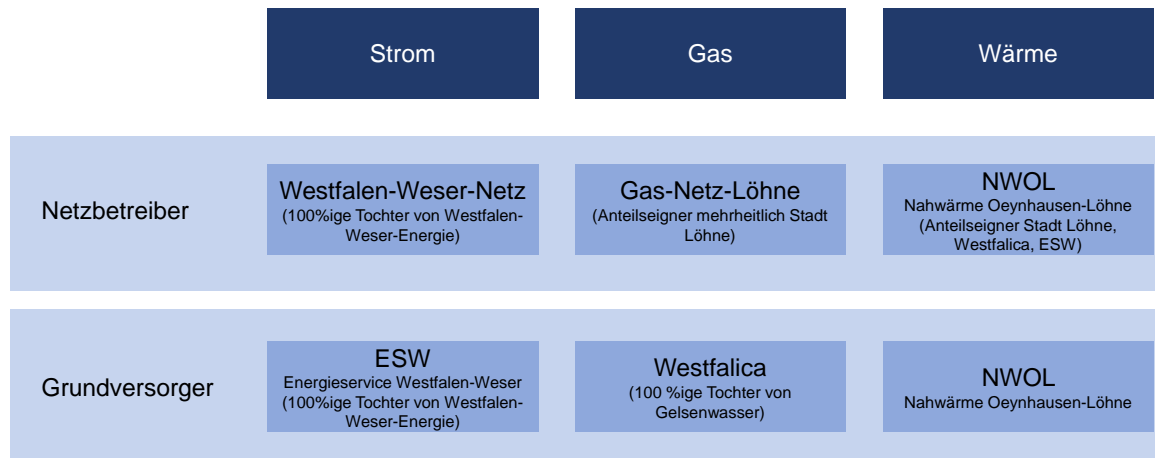 Strom
Gas
Wärme
Netzbetreiber
Westfalen-Weser-Netz
(100%ige Tochter von Westfalen-
Weser-Energie)
Gas-Netz-Löhne
(Anteilseigner mehrheitlich Stadt
Löhne)
NWOL
Nahwärme Oeynhausen-Löhne
(Anteilseigner Stadt Löhne,
Westfalica, ESW)
Grundversorger
ESW
Energieservice Westfalen-Weser
(100%ige Tochter von Westfalen-
Weser-Energie)
Westfalica
(100 %ige Tochter von
Gelsenwasser)
NWOL
Nahwärme Oeynhausen-Löhne